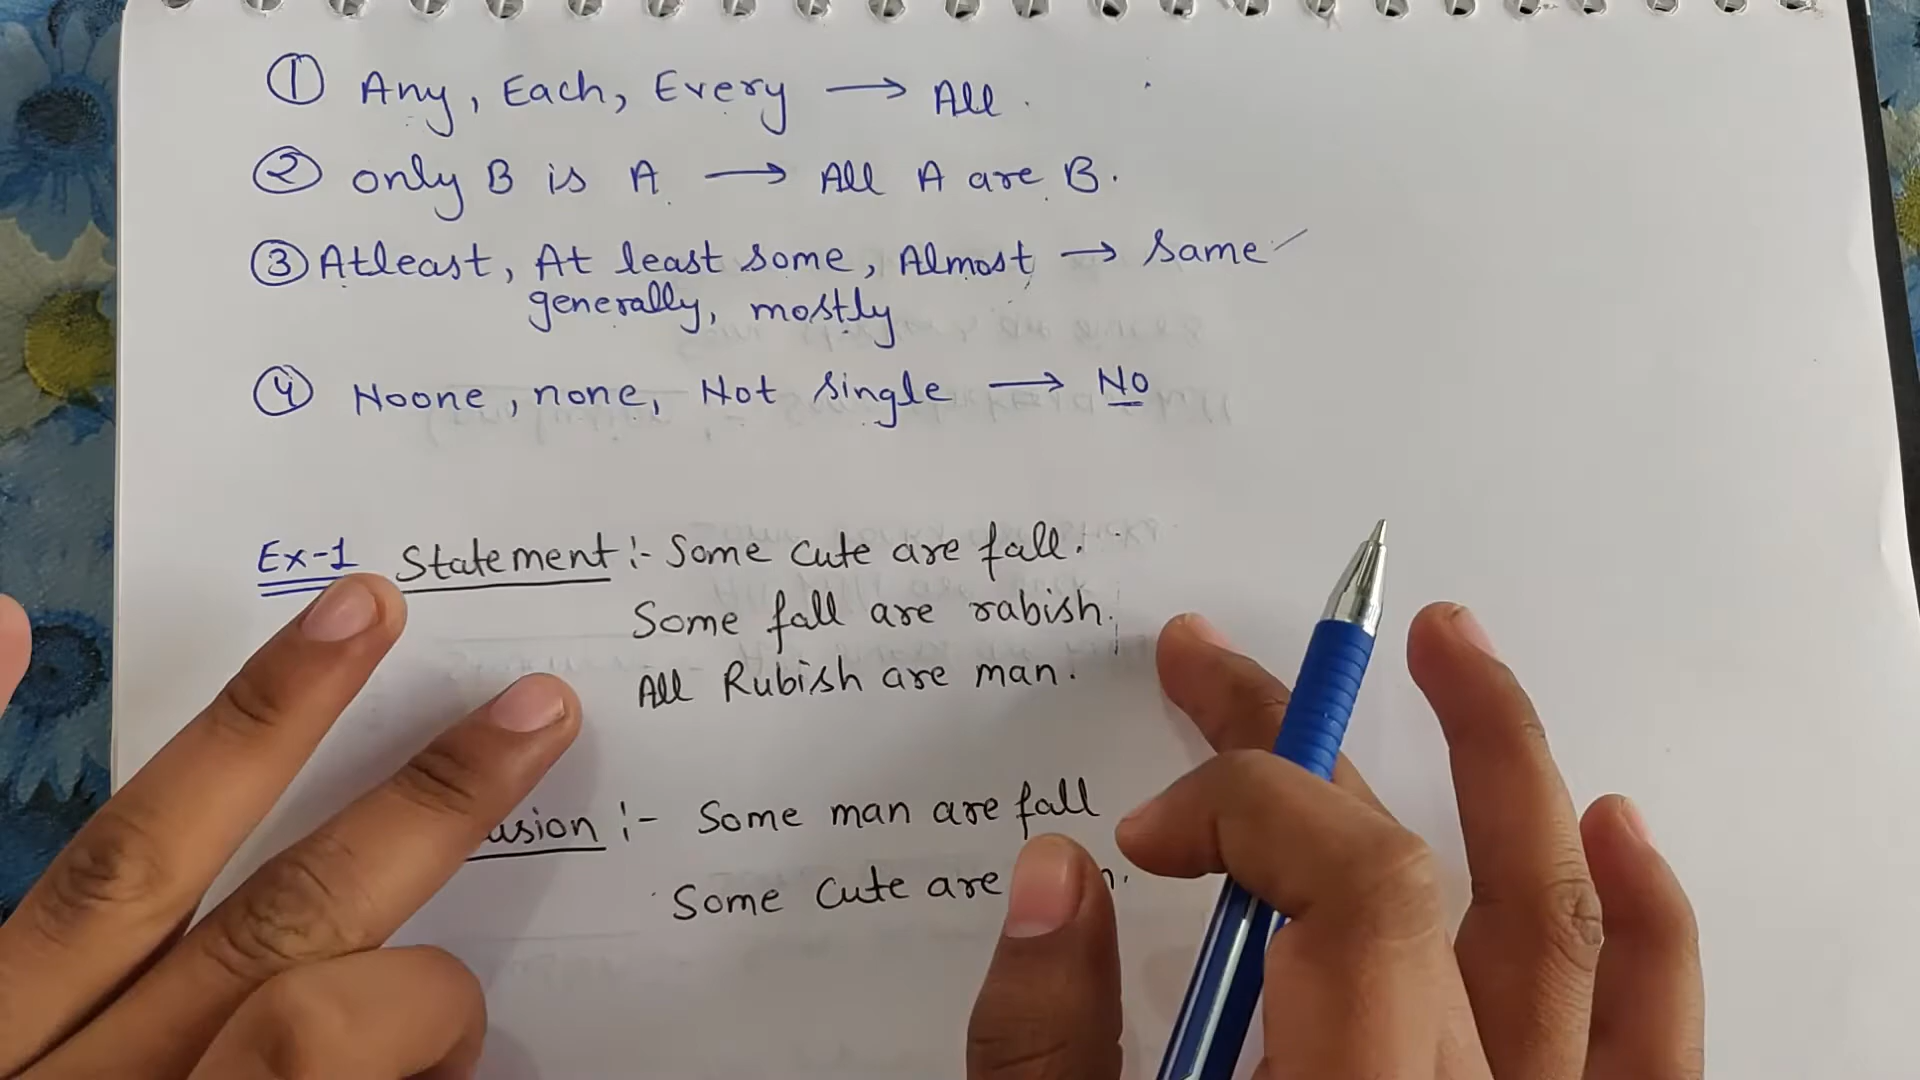 ① Any, Each, Every → All.
② only B is A → All A are B.
③ Atleast, At least some, Almost → Same
generally, mostly
④ Noone, none, Not single → No
Ex-1 Statement :- Some cute are fall.
Some fall are rabish.
All Rubish are man.
usion :- Some man are fall
Some cute are